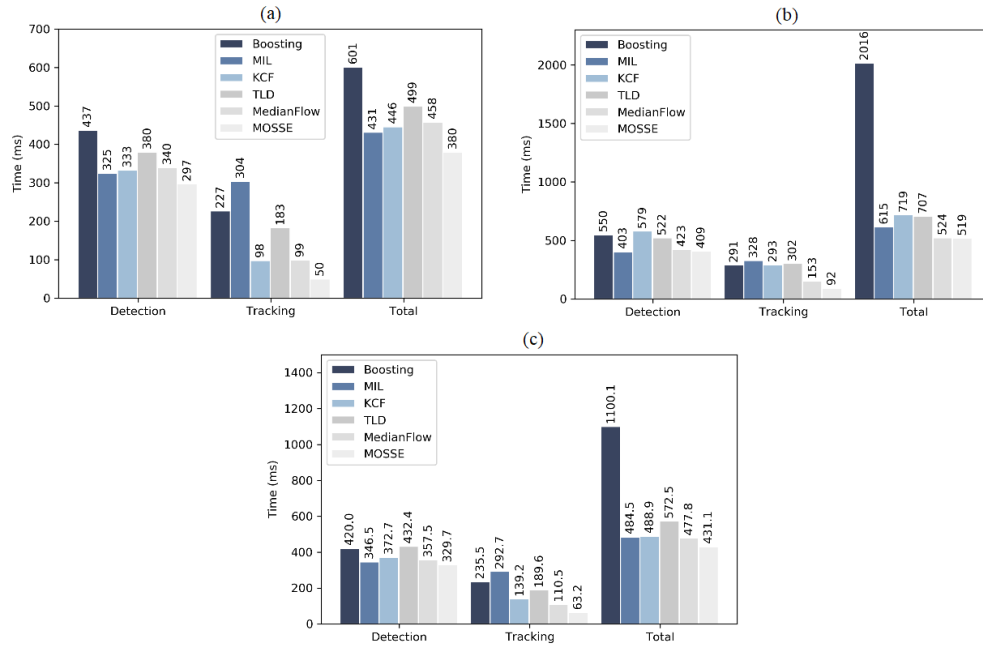 (a)
700
600
500
400
300
200
100
0
Time (ms)
Boosting
MIL
KCF
TLD
MedianFlow
MOSSE
437
325
333
380
340
297
227
304
98
183
99
50
601
431
446
499
458
380
Detection
Tracking
Total
(b)
2000
1500
1000
500
0
Time (ms)
Boosting
MIL
KCF
TLD
MedianFlow
MOSSE
550
403
579
522
423
409
291
328
293
302
153
92
2016
615
719
707
524
519
Detection
Tracking
Total
(c)
1400
1200
1000
800
600
400
200
0
Time (ms)
Boosting
MIL
KCF
TLD
MedianFlow
MOSSE
420.0
346.5
372.7
432.4
357.5
329.7
235.5
292.7
139.2
189.6
110.5
63.2
1100.1
484.5
488.9
572.5
477.8
431.1
Detection
Tracking
Total